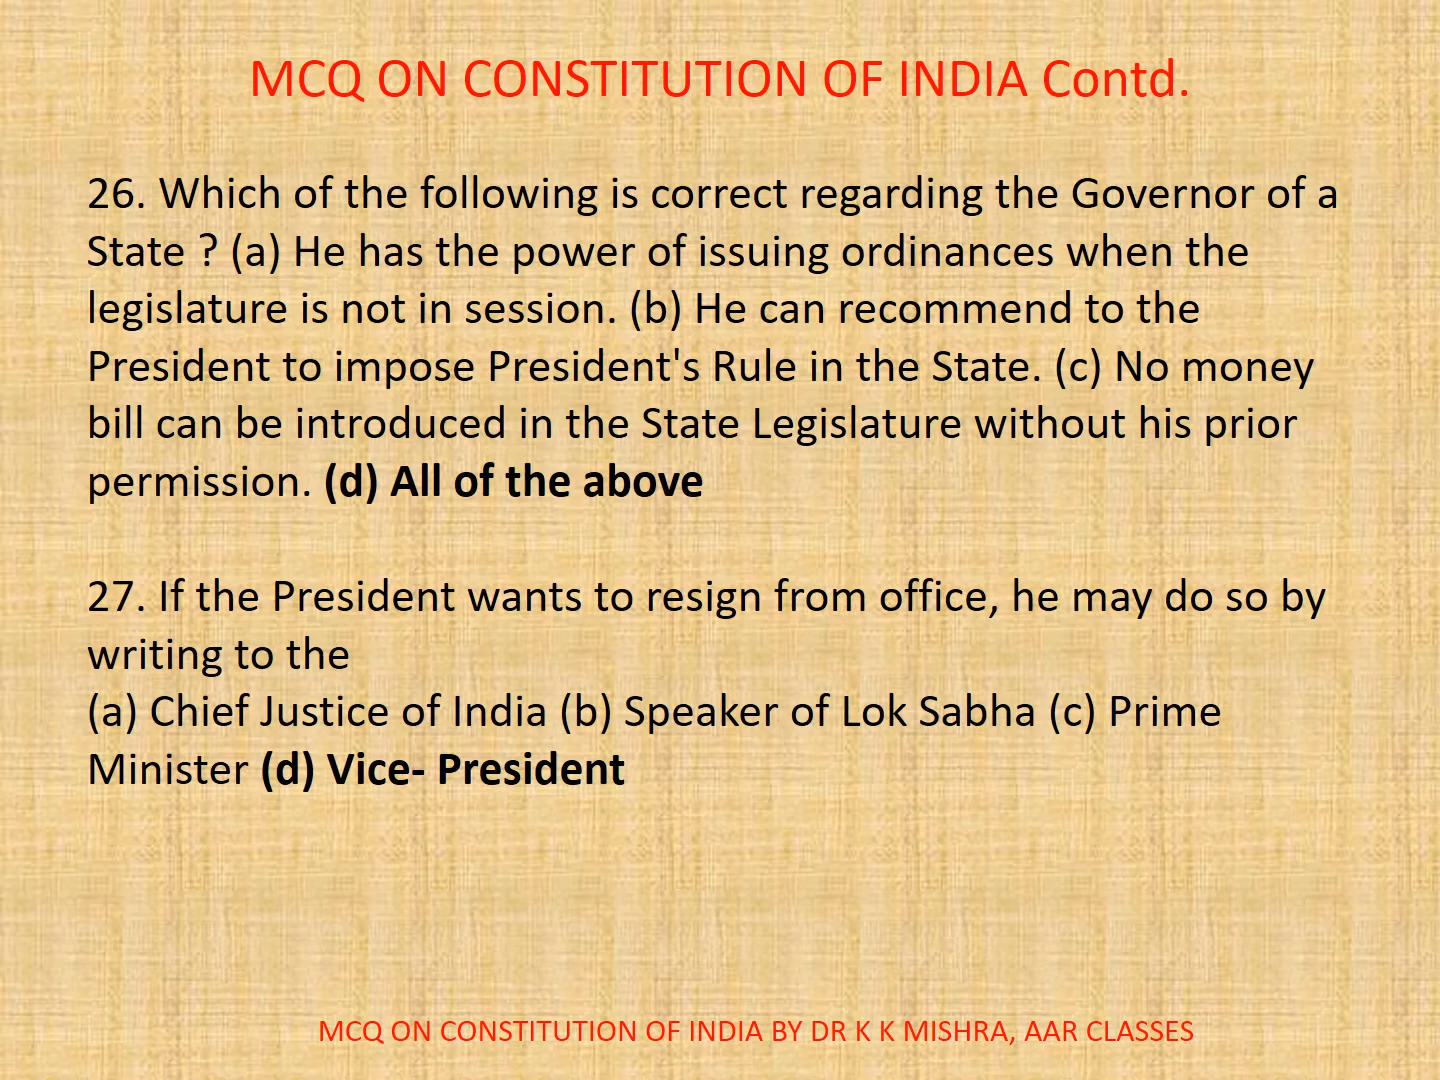 MCQ ON CONSTITUTION OF INDIA Contd.
26. Which of the following is correct regarding the Governor of a
State ? (a) He has the power of issuing ordinances when the
legislature is not in session. (b) He can recommend to the
President to impose President's Rule in the State. (c) No money
bill can be introduced in the State Legislature without his prior
permission. (d) All of the above
27. If the President wants to resign from office, he may do so by
writing to the
(a) Chief Justice of India (b) Speaker of Lok Sabha (c) Prime
Minister (d) Vice- President
MCQ ON CONSTITUTION OF INDIA BY DR K K MISHRA, AAR CLASSES